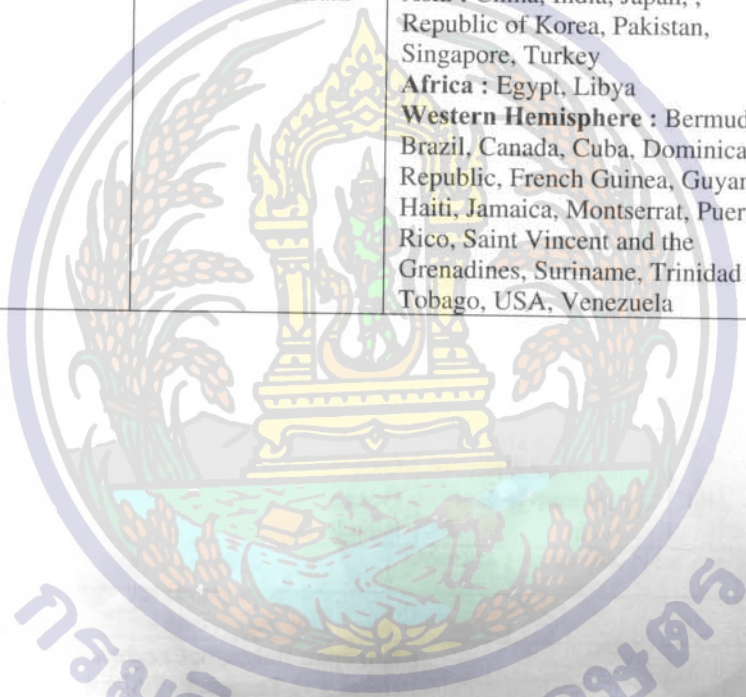 Republic of Korea, Pakistan,
Singapore, Turkey
Africa : Egypt, Libya
Western Hemisphere : Bermud
Brazil, Canada, Cuba, Dominica
Republic, French Guinea, Guyan
Haiti, Jamaica, Montserrat, Puer
Rico, Saint Vincent and the
Grenadines, Suriname, Trinidad
Tobago, USA, Venezuela